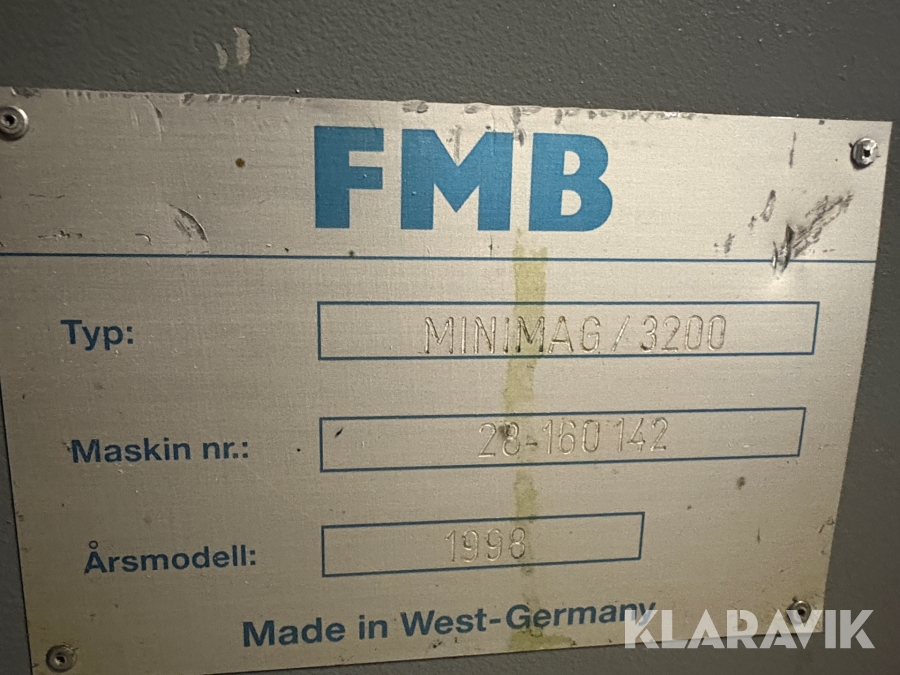 FMB
Typ: MINIMAG/3200
Maskin nr.: 28-160 142
Årsmodell: 1998
Made in West-Germany
KLARAVIK